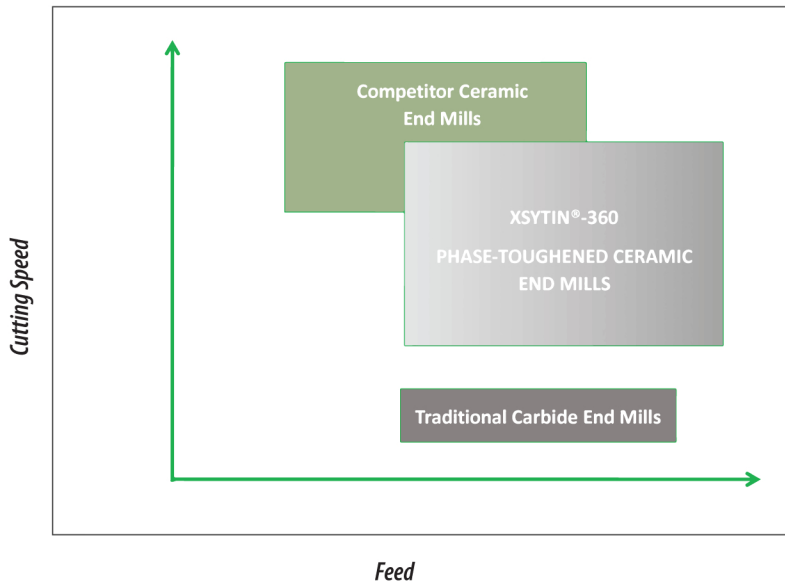 Competitor Ceramic
End Mills
XSYTIN®-360
PHASE-TOUGHENED CERAMIC
END MILLS
Traditional Carbide End Mills
Cutting Speed
Feed